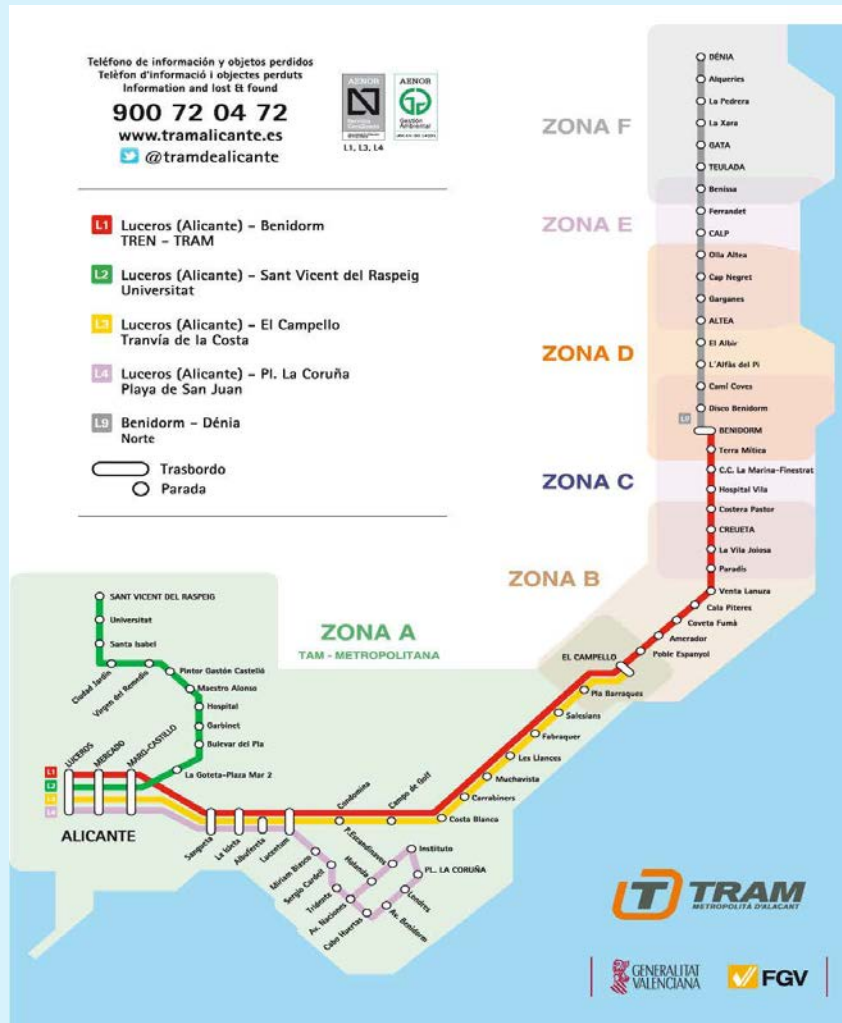 Teléfono de información y objetos perdidos
Telèfon d'informació i objectes perduts
Information and lost & found
900 72 04 72
www.tramalicante.es
@tramdealicante
AENOR
AENOR
Gestión
Ambiental
L1, L3, L4
L1 Luceros (Alicante) – Benidorm
TREN – TRAM
L2 Luceros (Alicante) – Sant Vicent del Raspeig
Universitat
L3 Luceros (Alicante) – El Campello
Tranvía de la Costa
L4 Luceros (Alicante) – Pl. La Coruña
Playa de San Juan
L9 Benidorm – Dénia
Norte
Trasbordo
Parada
ZONA F
ZONA E
ZONA D
ZONA C
ZONA B
ZONA A
TAM - METROPOLITANA
DÉNIA
Alqueries
La Pedrera
La Xara
GATA
TEULADA
Benissa
Ferrandet
CALP
Olla Altea
Cap Negret
Garganes
ALTEA
El Albir
L'Alfàs del Pi
Camí Coves
Disco Benidorm
L9
BENIDORM
Terra Mítica
C.C. La Marina-Finestrat
Hospital Vila
Costera Pastor
CREUETA
La Vila Joiosa
Paradís
Venta Lanuza
Cala Piteres
Coveta Fumà
Amerador
Poble Espanyol
EL CAMPELLO
Pla Barraques
Salesians
Fabraquer
Les Llances
Muchavista
Carrabiners
Costa Blanca
Campo de Golf
Condomina
SANT VICENT DEL RASPEIG
Universitat
Santa Isabel
Ciudad Jardín
Virgen del Remedio
Pintor Gastón Castelló
Maestro Alonso
Hospital
Garbinet
Bulevar del Pla
La Goteta-Plaza Mar 2
LUCEROS
MERCADO
MARQ-CASTILLO
L1
L2
L3
L4
ALICANTE
Sangueta
La Isleta
Albufereta
Lucentum
Miriam Blasco
Sergio Cardell
Tridente
Av. Naciones
Cabo Huertas
Av. Benidorm
Londres
PL. LA CORUÑA
Instituto
P.Escandinavos
Holanda
TRAM
METROPOLITÀ D'ALACANT
GENERALITAT
VALENCIANA
FGV